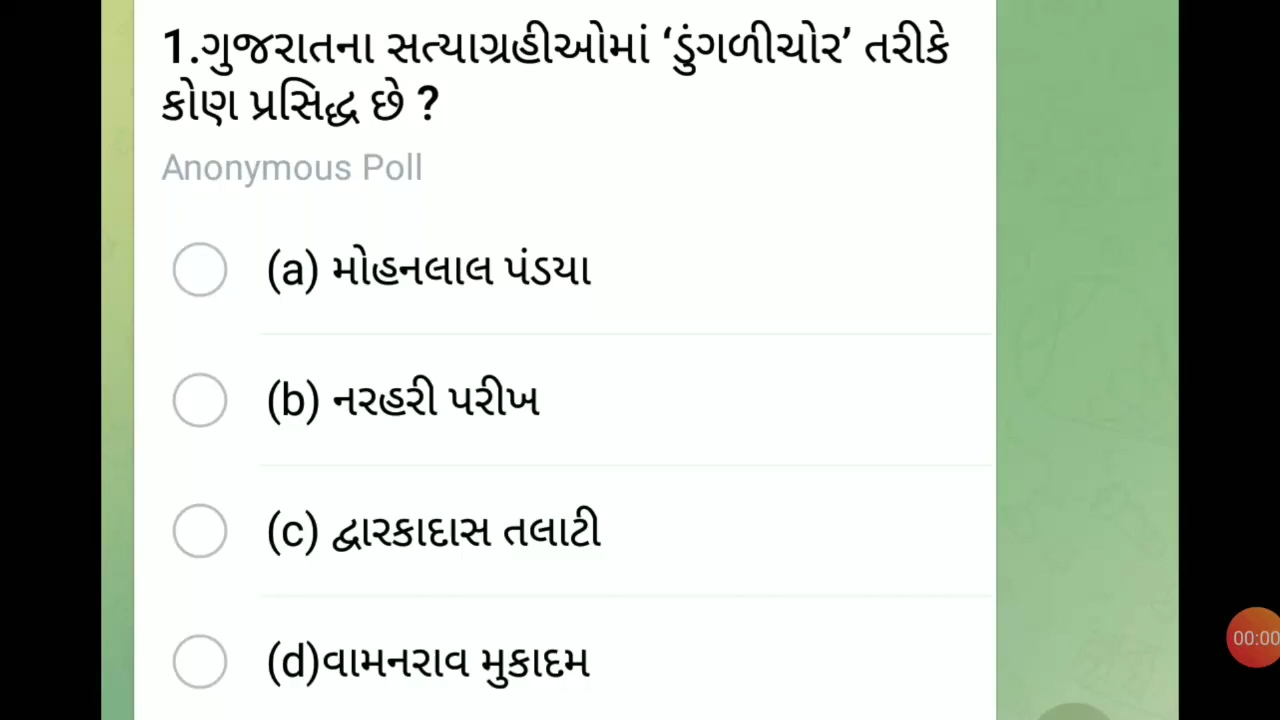 1.ગુજરાતના સત્યાગ્રહીઓમાં ‘ડુંગળીચોર’ તરીકે
કોણ પ્રસિદ્ધ છે ?
Anonymous Poll
(a) મોહનલાલ પંડયા
(b) નરહરી પરીખ
(c) દ્વારકાદાસ તલાટી
(d)વામનરાવ મુકાદમ
00:00